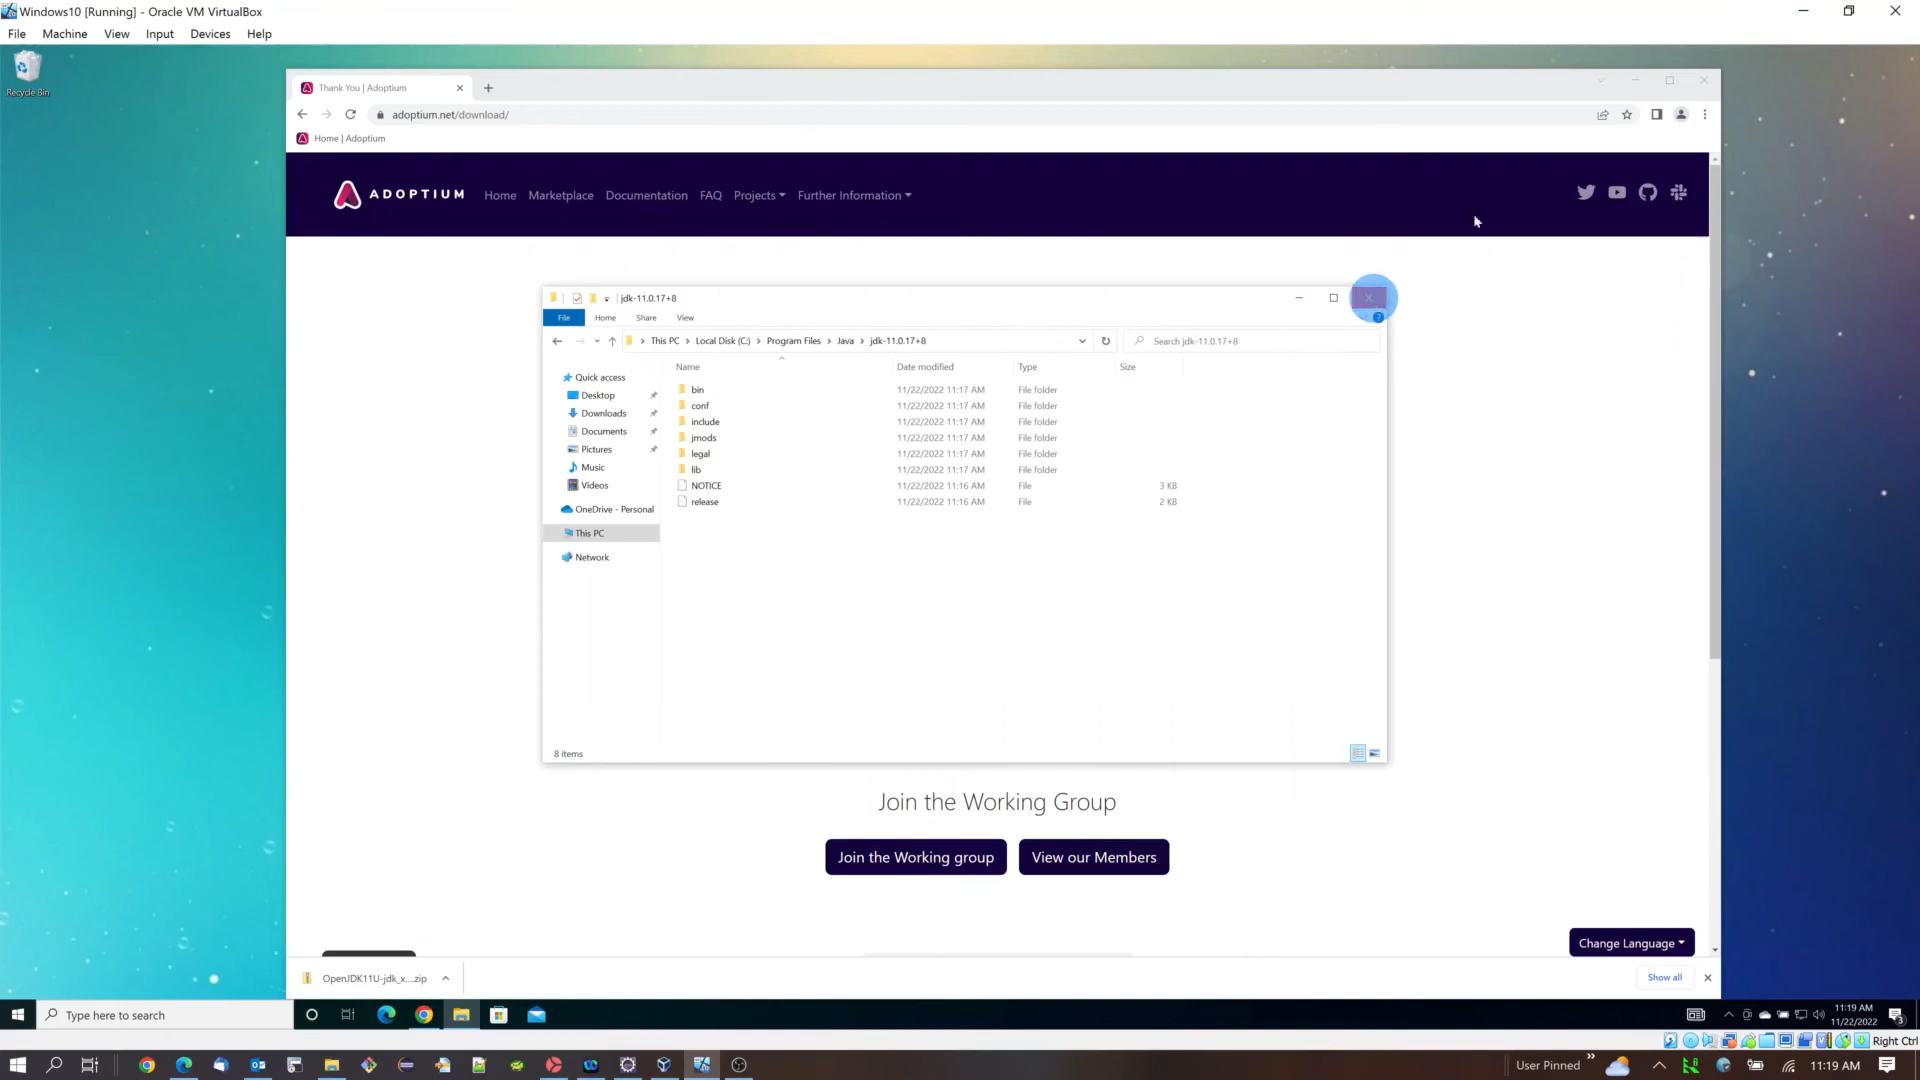 Windows10 [Running] - Oracle VM VirtualBox
File Machine View Input Devices Help
Recycle Bin
Thank You | Adoptium
adoptium.net/download/
Home | Adoptium
ADOPTIUM Home Marketplace Documentation FAQ Projects Further Information
jdk-11.0.17+8
File Home Share View
This PC > Local Disk (C:) > Program Files > Java > jdk-11.0.17+8 Search jdk-11.0.17+8
Name Date modified Type Size
Quick access
Desktop
Downloads
Documents
Pictures
Music
Videos
OneDrive - Personal
This PC
Network
bin 11/22/2022 11:17 AM File folder
conf 11/22/2022 11:17 AM File folder
include 11/22/2022 11:17 AM File folder
jmods 11/22/2022 11:17 AM File folder
legal 11/22/2022 11:17 AM File folder
lib 11/22/2022 11:17 AM File folder
NOTICE 11/22/2022 11:16 AM File 3 KB
release 11/22/2022 11:16 AM File 2 KB
8 items
Join the Working Group
Join the Working group View our Members
Change Language
OpenJDK11U-jdk_x....zip Show all
Type here to search 11:19 AM
11/22/2022 3
Right Ctrl
User Pinned 11:19 AM